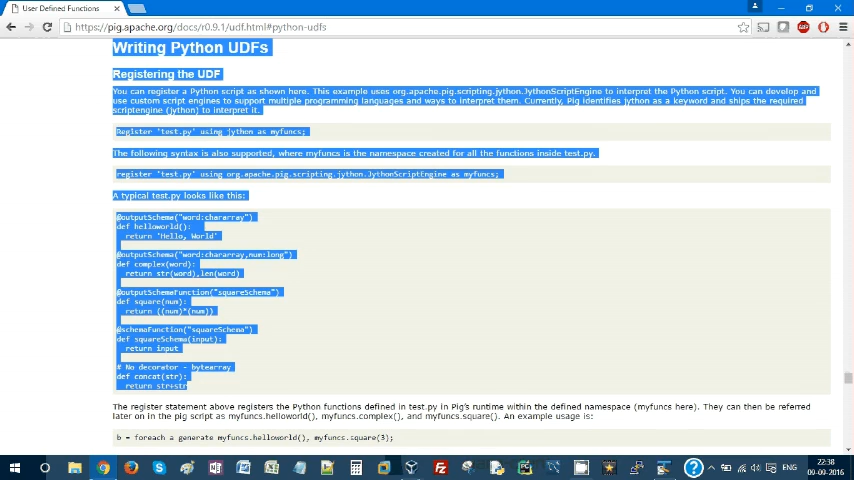 User Defined Functions
https://pig.apache.org/docs/r0.9.1/udf.html#python-udfs
Writing Python UDFs
Registering the UDF
You can register a Python script as shown here. This example uses org.apache.pig.scripting.jython.JythonScriptEngine to interpret the Python script. You can develop and
use custom script engines to support multiple programming languages and ways to interpret them. Currently, Pig identifies jython as a keyword and ships the required
scriptengine (jython) to interpret it.
Register 'test.py' using jython as myfuncs;
The following syntax is also supported, where myfuncs is the namespace created for all the functions inside test.py.
register 'test.py' using org.apache.pig.scripting.jython.JythonScriptEngine as myfuncs;
A typical test.py looks like this:
@outputSchema("word:chararray")
def helloworld():
  return 'Hello, World'
@outputSchema("word:chararray,num:long")
def complex(word):
  return str(word),len(word)
@outputSchemaFunction("squareSchema")
def square(num):
  return ((num)*(num))
@schemaFunction("squareSchema")
def squareSchema(input):
  return input
# No decorator - bytearray
def concat(str):
  return str+str
The register statement above registers the Python functions defined in test.py in Pig's runtime within the defined namespace (myfuncs here). They can then be referred
later on in the pig script as myfuncs.helloworld(), myfuncs.complex(), and myfuncs.square(). An example usage is:
b = foreach a generate myfuncs.helloworld(), myfuncs.square(3);
ENG
22:38
09-09-2016